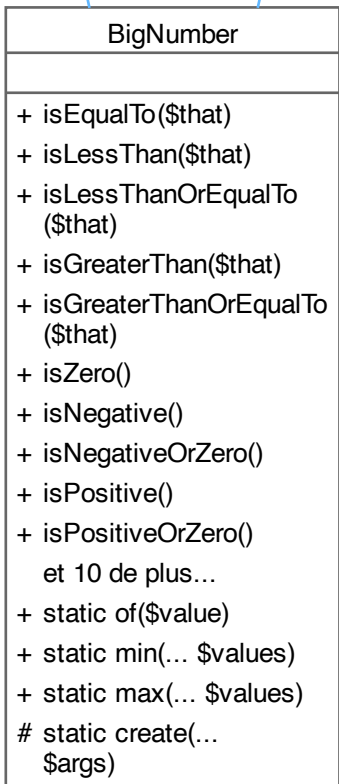 BigNumber
+ isEqualTo($that)
+ isLessThan($that)
+ isLessThanOrEqualTo
($that)
+ isGreaterThan($that)
+ isGreaterThanOrEqualTo
($that)
+ isZero()
+ isNegative()
+ isNegativeOrZero()
+ isPositive()
+ isPositiveOrZero()
et 10 de plus...
+ static of($value)
+ static min(... $values)
+ static max(... $values)
# static create(...
$args)